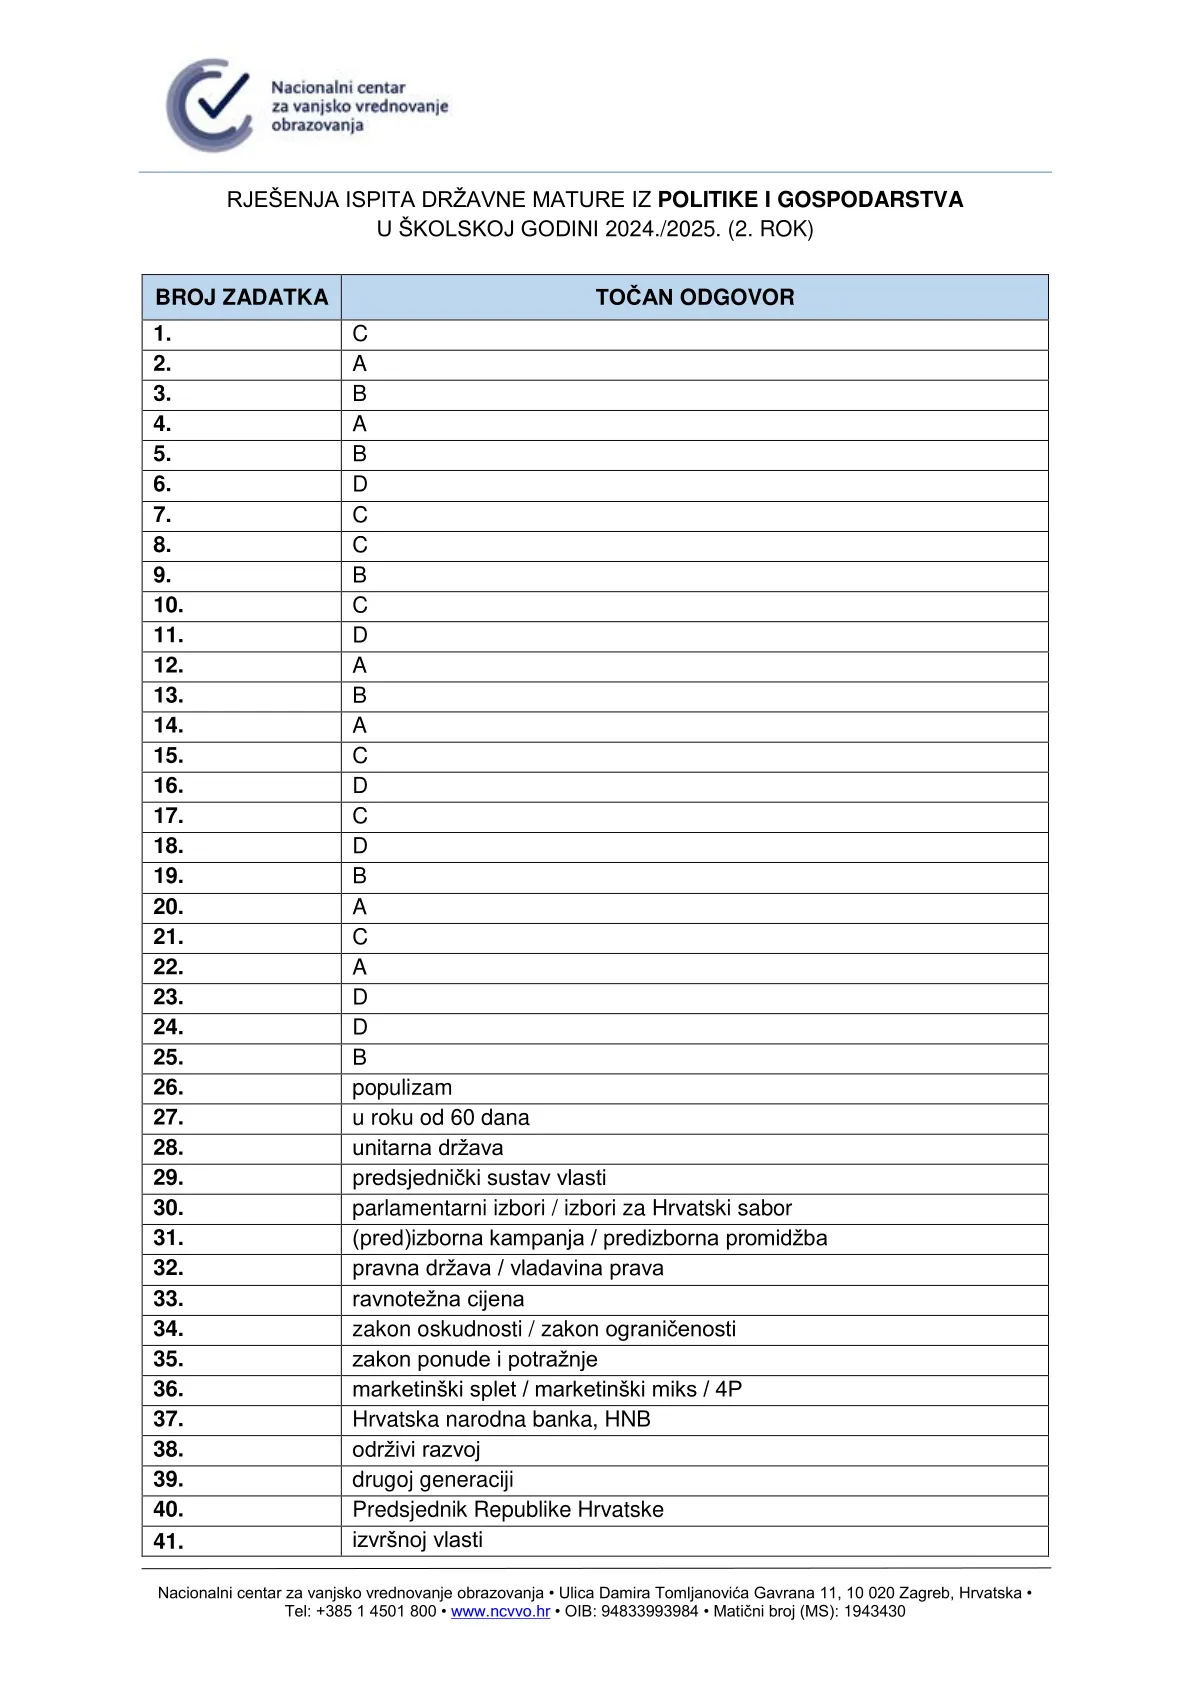 Nacionalni centar
za vanjsko vrednovanje
obrazovanja
RJEŠENJA ISPITA DRŽAVNE MATURE IZ POLITIKE I GOSPODARSTVA
U ŠKOLSKOJ GODINI 2024./2025. (2. ROK)
BROJ ZADATKA TOČAN ODGOVOR
1. C
2. A
3. B
4. A
5. B
6. D
7. C
8. C
9. B
10. C
11. D
12. A
13. B
14. A
15. C
16. D
17. C
18. D
19. B
20. A
21. C
22. A
23. D
24. D
25. B
26. populizam
27. u roku od 60 dana
28. unitarna država
29. predsjednički sustav vlasti
30. parlamentarni izbori / izbori za Hrvatski sabor
31. (pred)izborna kampanja / predizborna promidžba
32. pravna država / vladavina prava
33. ravnotežna cijena
34. zakon oskudnosti / zakon ograničenosti
35. zakon ponude i potražnje
36. marketinški splet / marketinški miks / 4P
37. Hrvatska narodna banka, HNB
38. održivi razvoj
39. drugoj generaciji
40. Predsjednik Republike Hrvatske
41. izvršnoj vlasti
Nacionalni centar za vanjsko vrednovanje obrazovanja • Ulica Damira Tomljanovića Gavrana 11, 10 020 Zagreb, Hrvatska •
Tel: +385 1 4501 800 • www.ncvvo.hr • OIB: 94833993984 • Matični broj (MS): 1943430